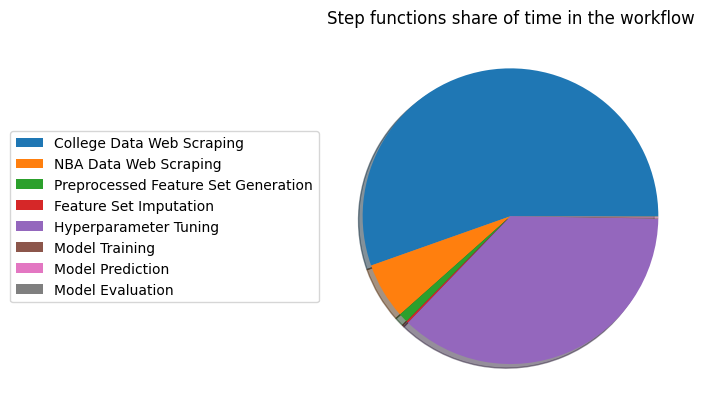 Step functions share of time in the workflow
College Data Web Scraping
NBA Data Web Scraping
Preprocessed Feature Set Generation
Feature Set Imputation
Hyperparameter Tuning
Model Training
Model Prediction
Model Evaluation